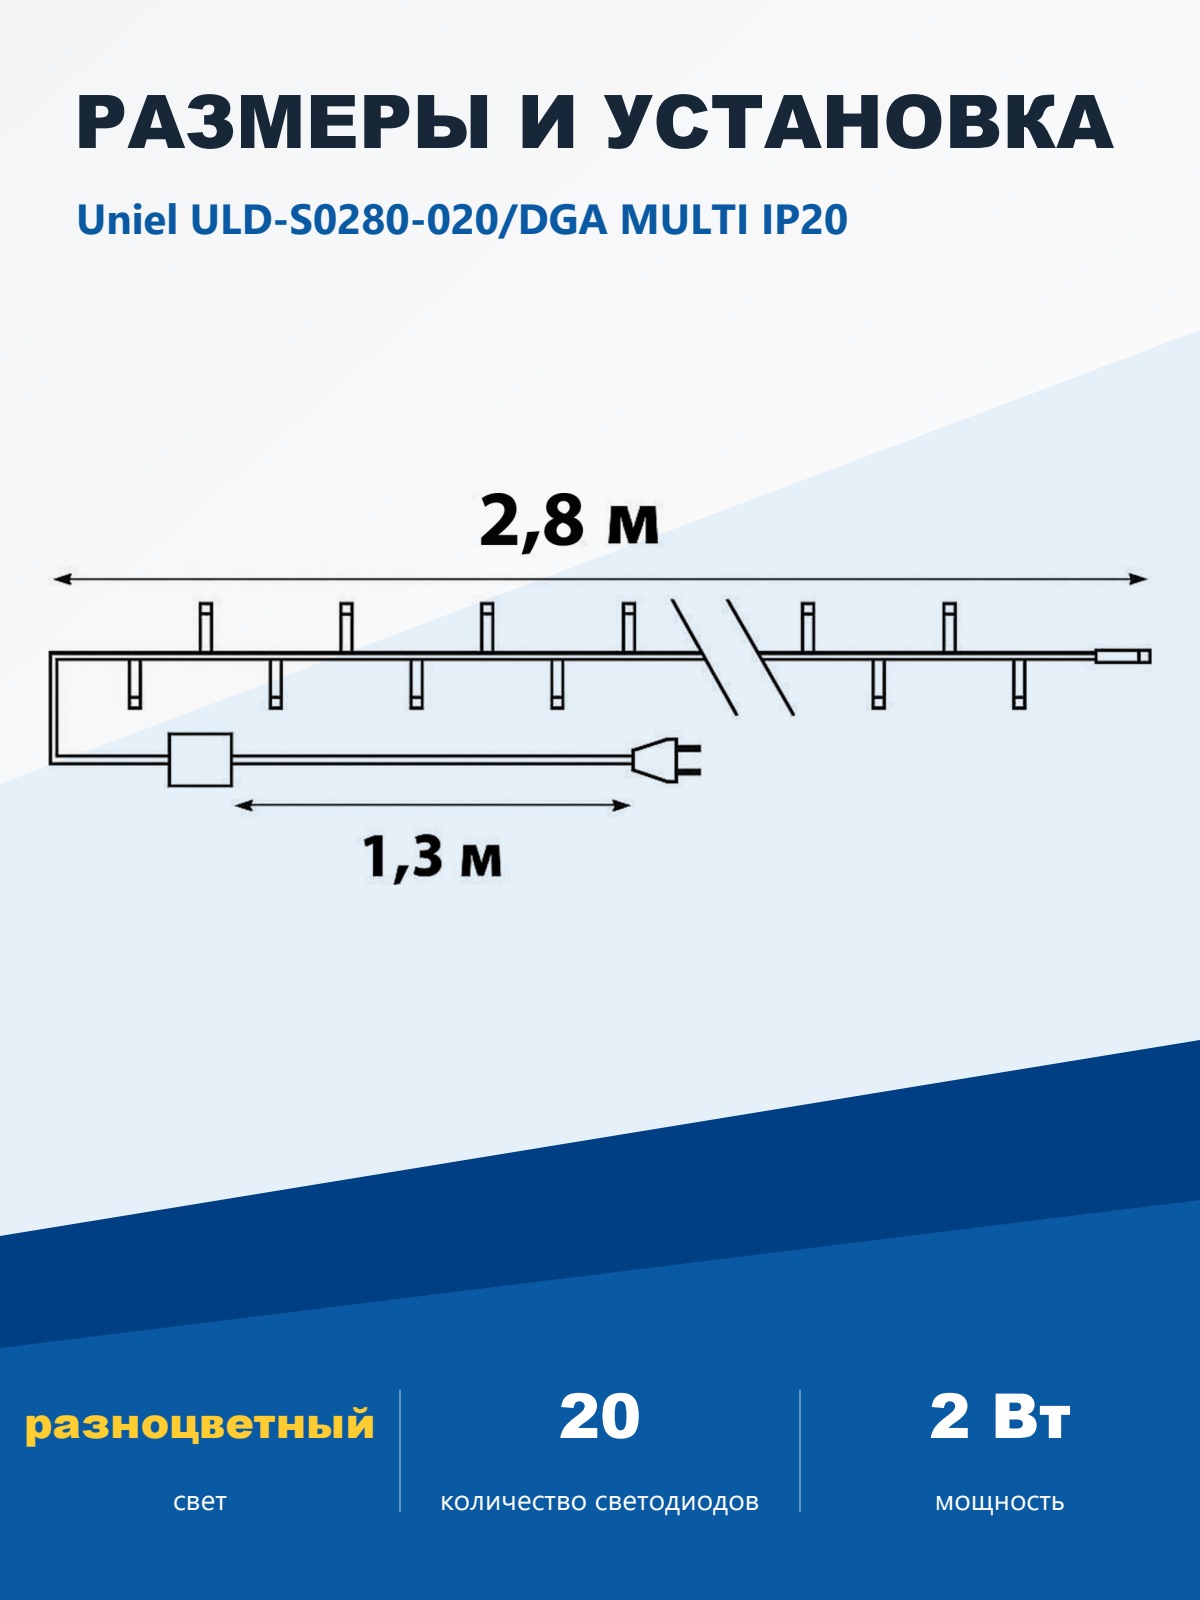 РАЗМЕРЫ И УСТАНОВКА
Uniel ULD-S0280-020/DGA MULTI IP20
2,8 м
1,3 м
разноцветный
свет
20
количество светодиодов
2 Вт
мощность